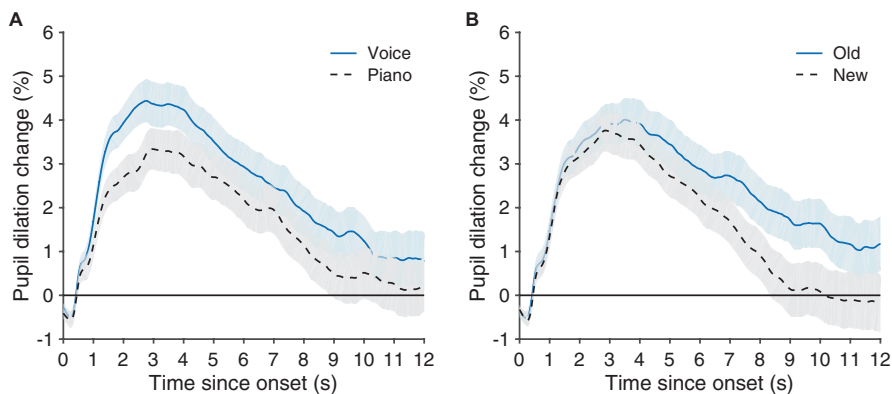 A
Pupil dilation change (%)
6
5
4
3
2
1
0
-1
Voice
Piano
0 1 2 3 4 5 6 7 8 9 10 11 12
Time since onset (s)
B
Pupil dilation change (%)
6
5
4
3
2
1
0
-1
Old
New
0 1 2 3 4 5 6 7 8 9 10 11 12
Time since onset (s)